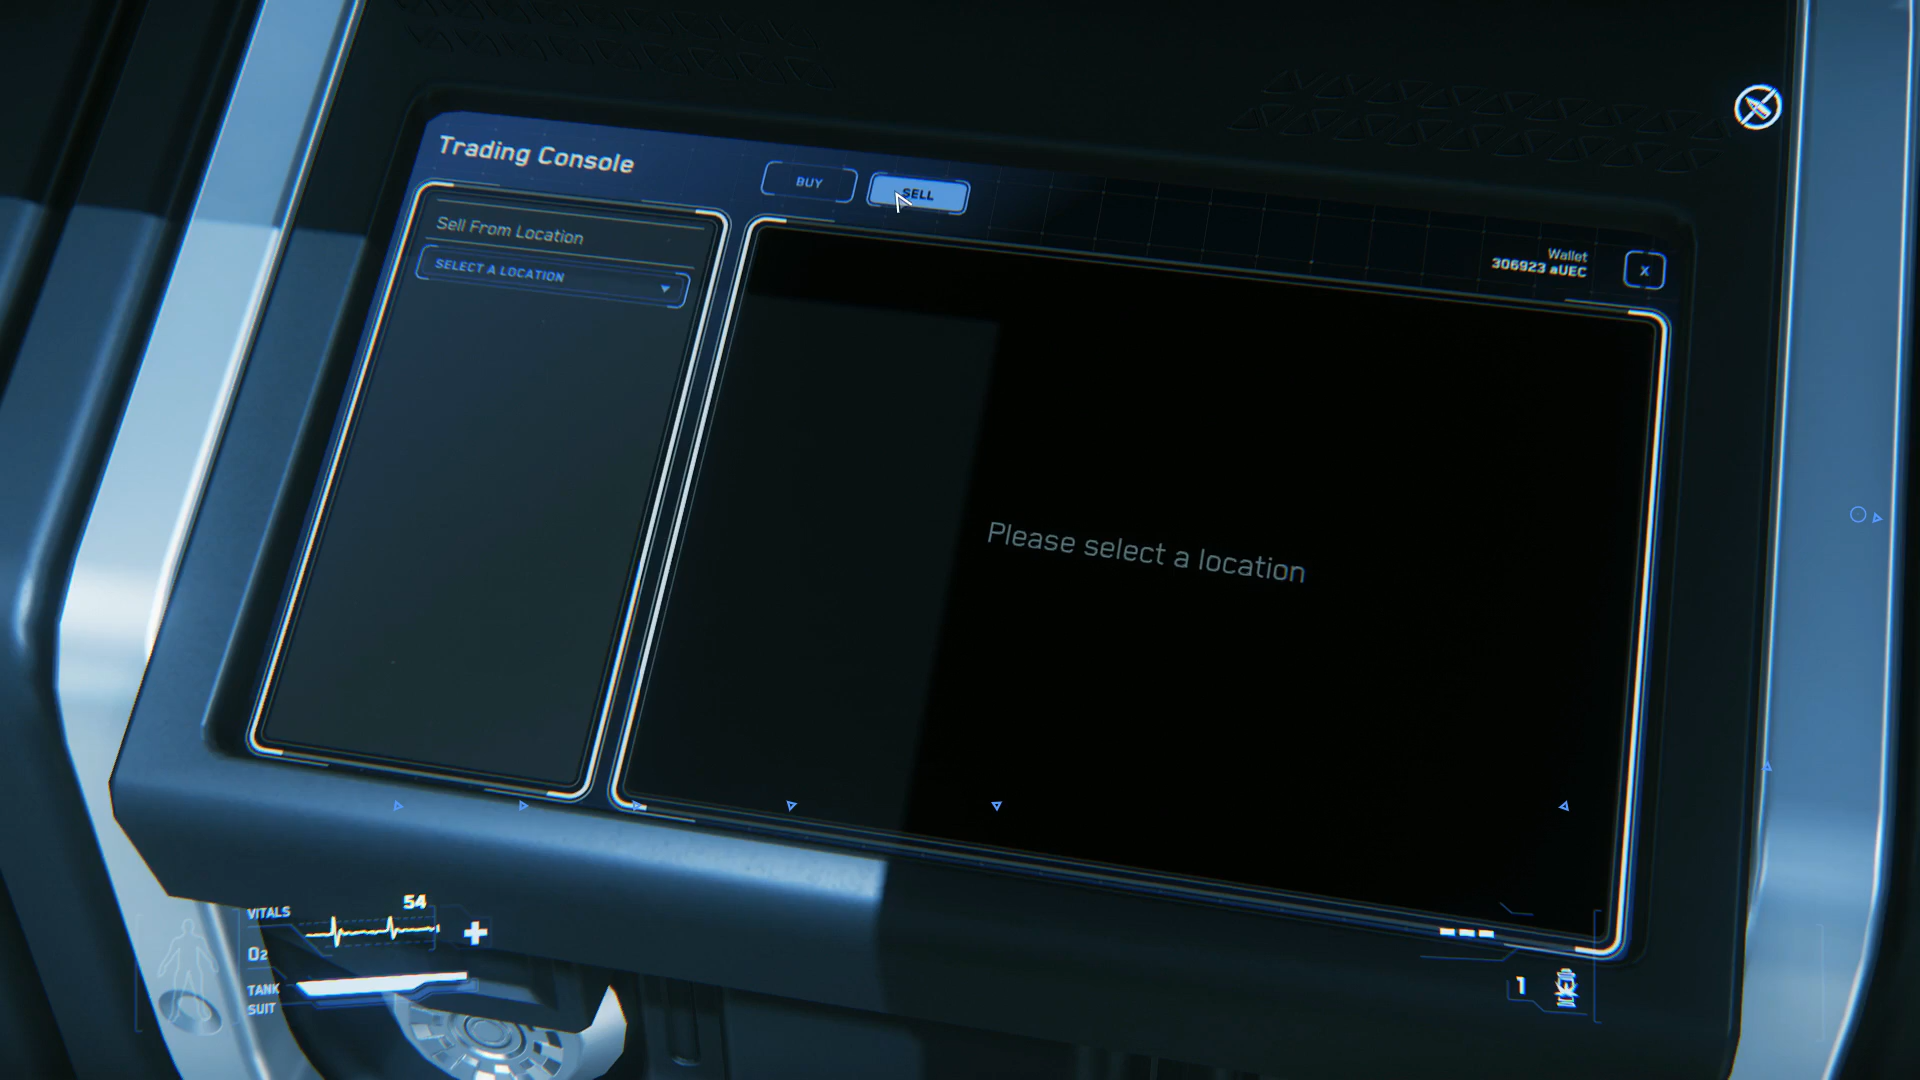 Trading Console
BUY
SELL
Wallet
306923 aUEC
X
Sell From Location
SELECT A LOCATION
Please select a location
VITALS
54
O2
TANK
SUIT
1